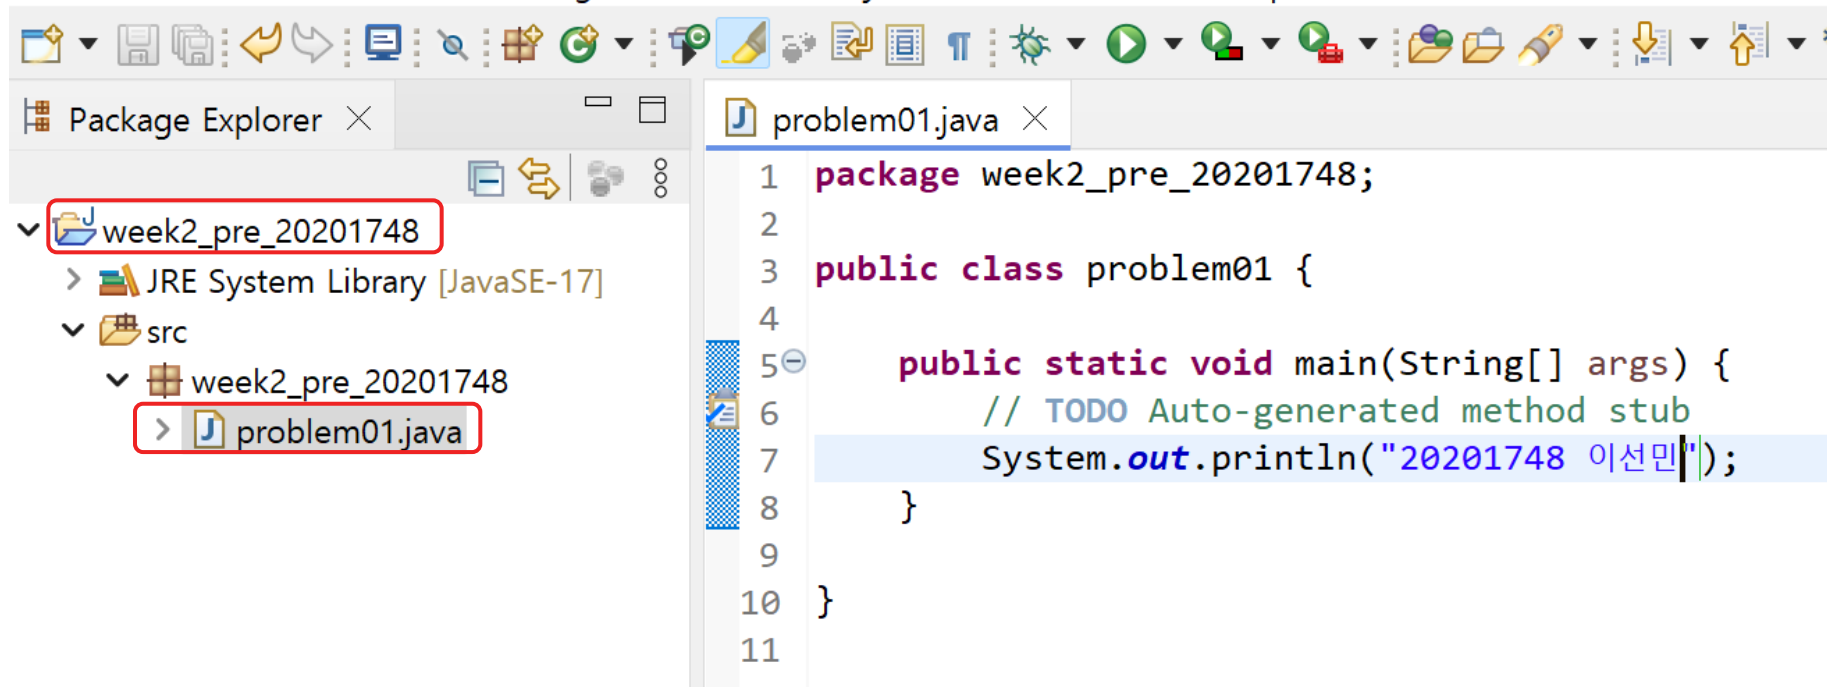 Package Explorer
week2_pre_20201748
JRE System Library [JavaSE-17]
src
week2_pre_20201748
problem01.java
problem01.java
1 package week2_pre_20201748;
2
3 public class problem01 {
4
5 public static void main(String[] args) {
6 // TODO Auto-generated method stub
7 System.out.println("20201748 이선민");
8 }
9
10 }
11